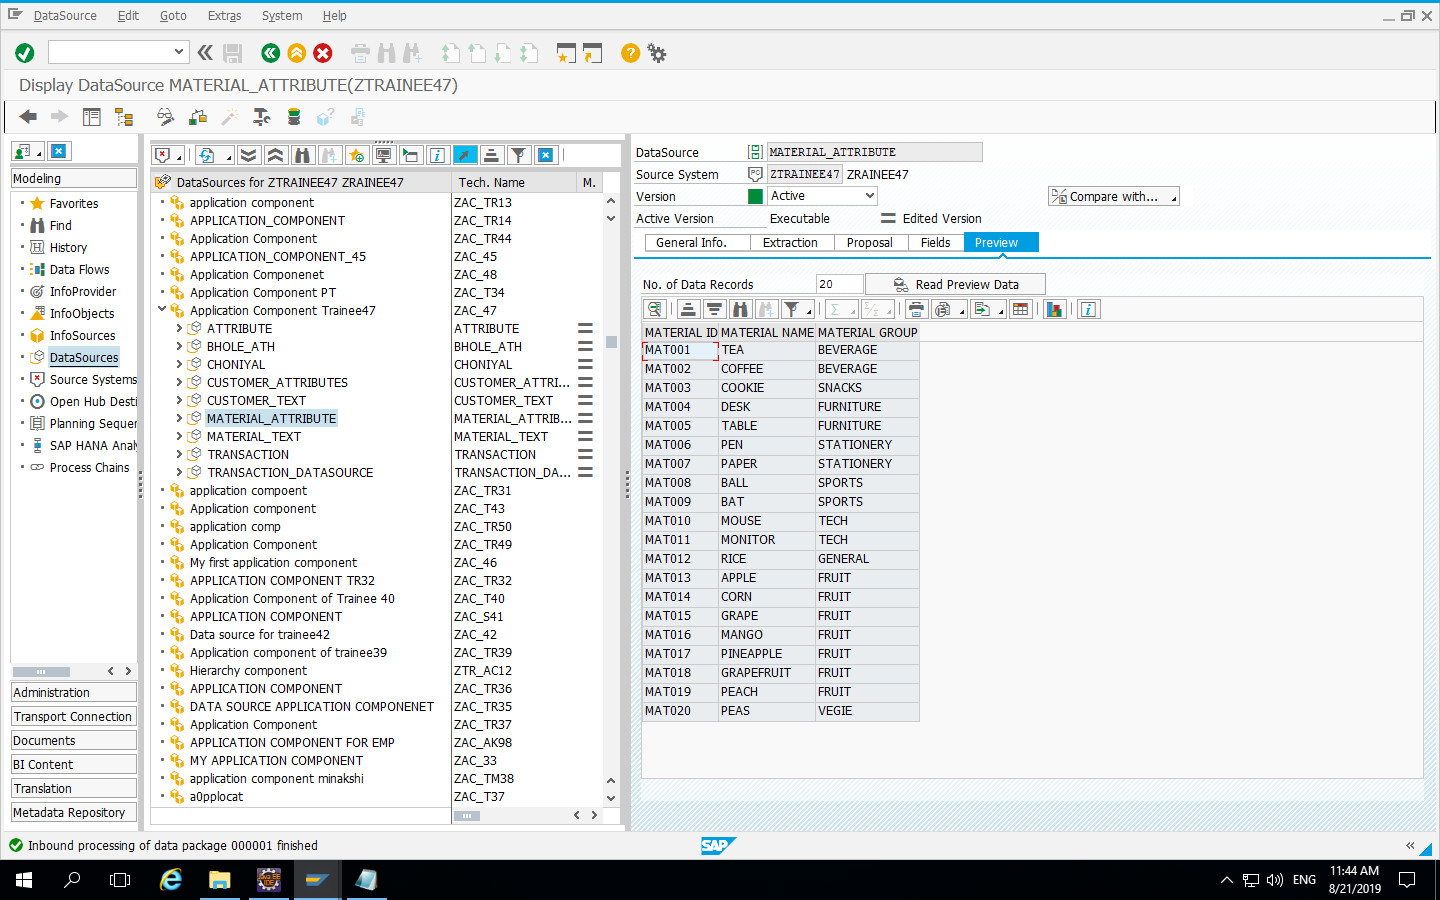 DataSource Edit Goto Extras System Help
Display DataSource MATERIAL_ATTRIBUTE(ZTRAINEE47)
Modeling
Favorites
Find
History
Data Flows
InfoProvider
InfoObjects
InfoSources
DataSources
Source Systems
Open Hub Desti
Planning Sequer
SAP HANA Anal
Process Chains
Administration
Transport Connection
Documents
BI Content
Translation
Metadata Repository
DataSources for ZTRAINEE47 ZRAINEE47 Tech. Name M.
application component ZAC_TR13
APPLICATION_COMPONENT ZAC_TR14
Application Component ZAC_TR44
APPLICATION_COMPONENT_45 ZAC_45
Application Componenet ZAC_48
Application Component PT ZAC_T34
Application Component Trainee47 ZAC_47
ATTRIBUTE ATTRIBUTE
BHOLE_ATH BHOLE_ATH
CHONIYAL CHONIYAL
CUSTOMER_ATTRIBUTES CUSTOMER_ATTRI...
CUSTOMER_TEXT CUSTOMER_TEXT
MATERIAL_ATTRIBUTE MATERIAL_ATTRIB...
MATERIAL_TEXT MATERIAL_TEXT
TRANSACTION TRANSACTION
TRANSACTION_DATASOURCE TRANSACTION_DA...
application compoent ZAC_TR31
Application component ZAC_T43
application comp ZAC_TR50
Application Component ZAC_TR49
My first application component ZAC_46
APPLICATION COMPONENT TR32 ZAC_TR32
Application Component of Trainee 40 ZAC_T40
APPLICATION COMPONENT ZAC_S41
Data source for trainee42 ZAC_42
Application component of trainee39 ZAC_TR39
Hierarchy component ZTR_AC12
APPLICATION COMPONENT ZAC_TR36
DATA SOURCE APPLICATION COMPONENET ZAC_TR35
Application Component ZAC_TR37
APPLICATION COMPONENT FOR EMP ZAC_AK98
MY APPLICATION COMPONENT ZAC_33
application component minakshi ZAC_TM38
a0pplocat ZAC_T37
DataSource MATERIAL_ATTRIBUTE
Source System ZTRAINEE47 ZRAINEE47
Version Active Compare with...
Active Version Executable Edited Version
General Info. Extraction Proposal Fields Preview
No. of Data Records 20 Read Preview Data
MATERIAL ID MATERIAL NAME MATERIAL GROUP
MAT001 TEA BEVERAGE
MAT002 COFFEE BEVERAGE
MAT003 COOKIE SNACKS
MAT004 DESK FURNITURE
MAT005 TABLE FURNITURE
MAT006 PEN STATIONERY
MAT007 PAPER STATIONERY
MAT008 BALL SPORTS
MAT009 BAT SPORTS
MAT010 MOUSE TECH
MAT011 MONITOR TECH
MAT012 RICE GENERAL
MAT013 APPLE FRUIT
MAT014 CORN FRUIT
MAT015 GRAPE FRUIT
MAT016 MANGO FRUIT
MAT017 PINEAPPLE FRUIT
MAT018 GRAPEFRUIT FRUIT
MAT019 PEACH FRUIT
MAT020 PEAS VEGIE
Inbound processing of data package 000001 finished
SAP
ENG
11:44 AM
8/21/2019